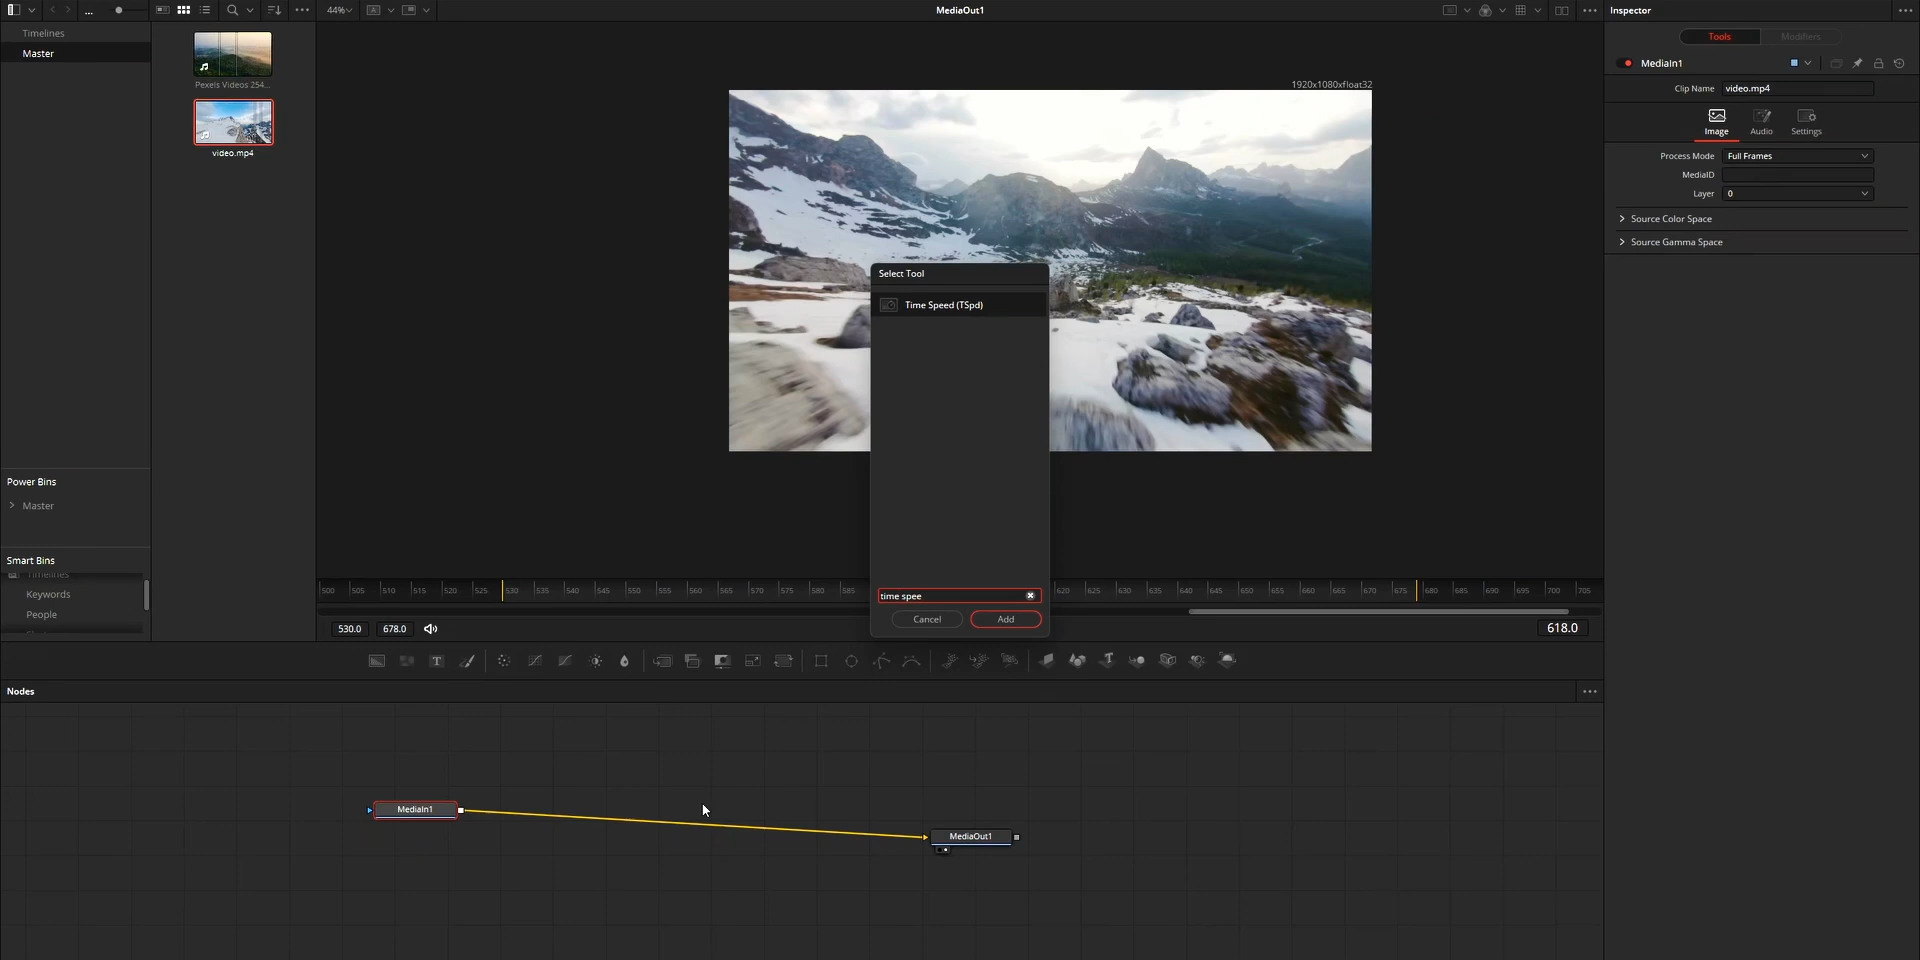 ...
44%
MediaOut1
Inspector
Timelines
Master
Pexels Videos 254...
video.mp4
1920x1080xfloat32
Tools
Modifiers
MediaIn1
Clip Name
video.mp4
Image
Audio
Settings
Process Mode
Full Frames
MediaID
Layer
0
Source Color Space
Source Gamma Space
Select Tool
Time Speed (TSpd)
time spee
Cancel
Add
Power Bins
Master
Smart Bins
Timelines
Keywords
People
500 505 510 515 520 525 530 535 540 545 550 555 560 565 570 575 580 585 620 625 630 635 640 645 650 655 660 665 670 675 680 685 690 695 700 705
530.0
678.0
618.0
T
Nodes
MediaIn1
MediaOut1